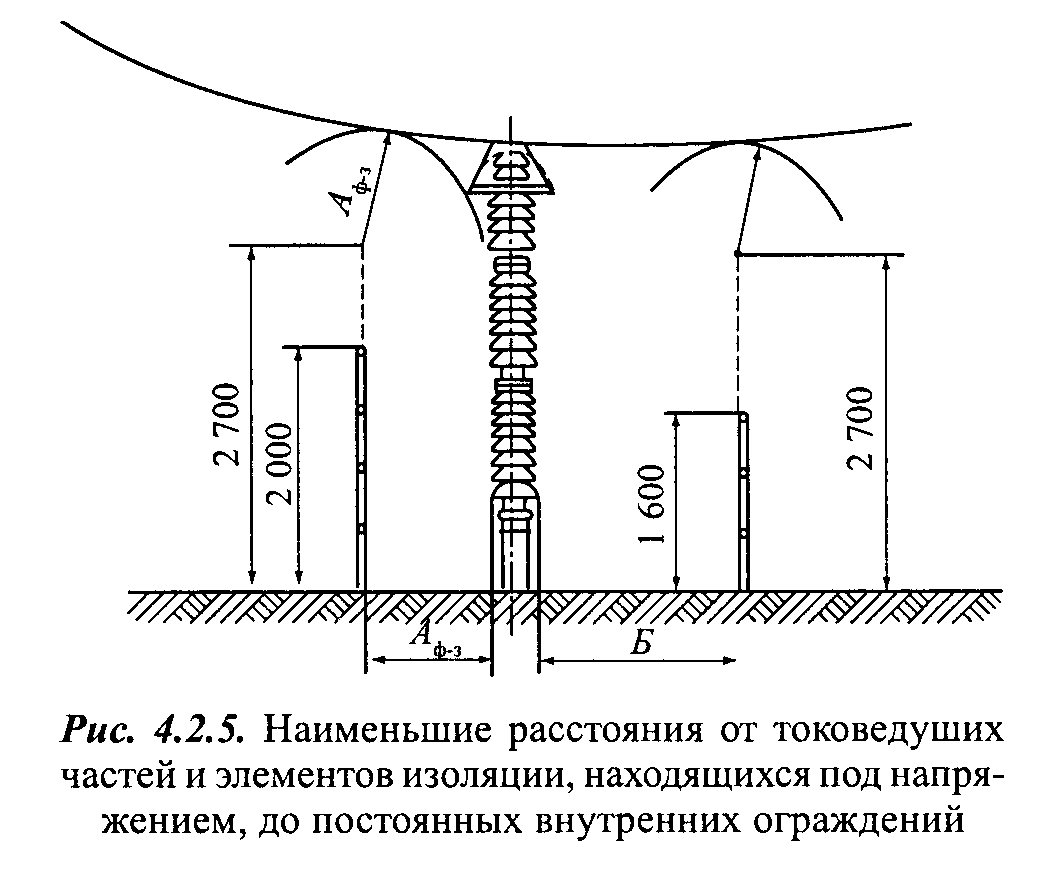 А ф-з
2 700
2 000
1 600
2 700
А ф-з
Б
Рис. 4.2.5. Наименьшие расстояния от токоведуших
частей и элементов изоляции, находящихся под напря-
жением, до постоянных внутренних ограждений